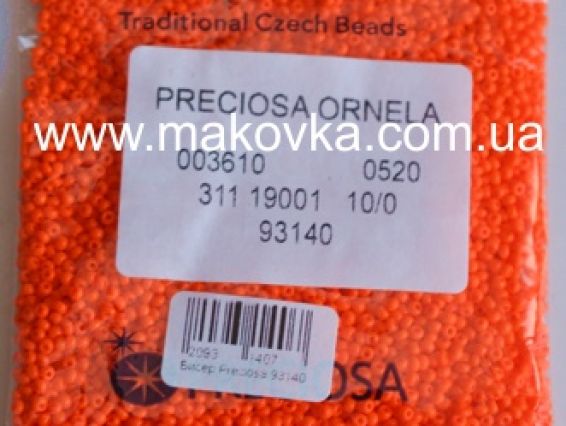 Traditional Czech Beads
PRECIOSA ORNELA
www.makovka.com.ua
003610 0520
311 19001 10/0
93140
2093 1407
Бисер Preciosa 93140
PRECIOSA